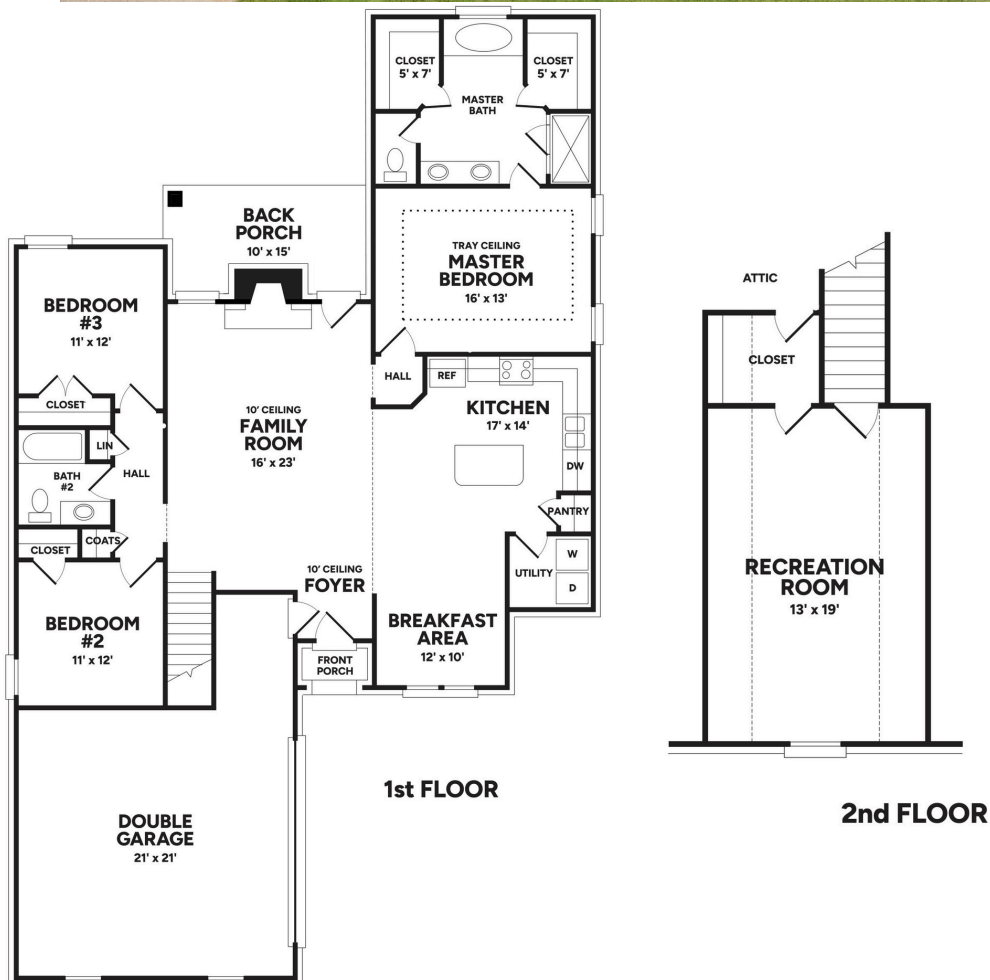 CLOSET
5' x 7'
CLOSET
5' x 7'
MASTER
BATH
BACK
PORCH
10' x 15'
TRAY CEILING
MASTER
BEDROOM
16' x 13'
BEDROOM
#3
11' x 12'
CLOSET
LIN
BATH
#2
HALL
COATS
CLOSET
BEDROOM
#2
11' x 12'
10' CEILING
FAMILY
ROOM
16' x 23'
HALL
REF
KITCHEN
17' x 14'
DW
PANTRY
UTILITY
W
D
10' CEILING
FOYER
FRONT
PORCH
BREAKFAST
AREA
12' x 10'
DOUBLE
GARAGE
21' x 21'
1st FLOOR
ATTIC
CLOSET
RECREATION
ROOM
13' x 19'
2nd FLOOR